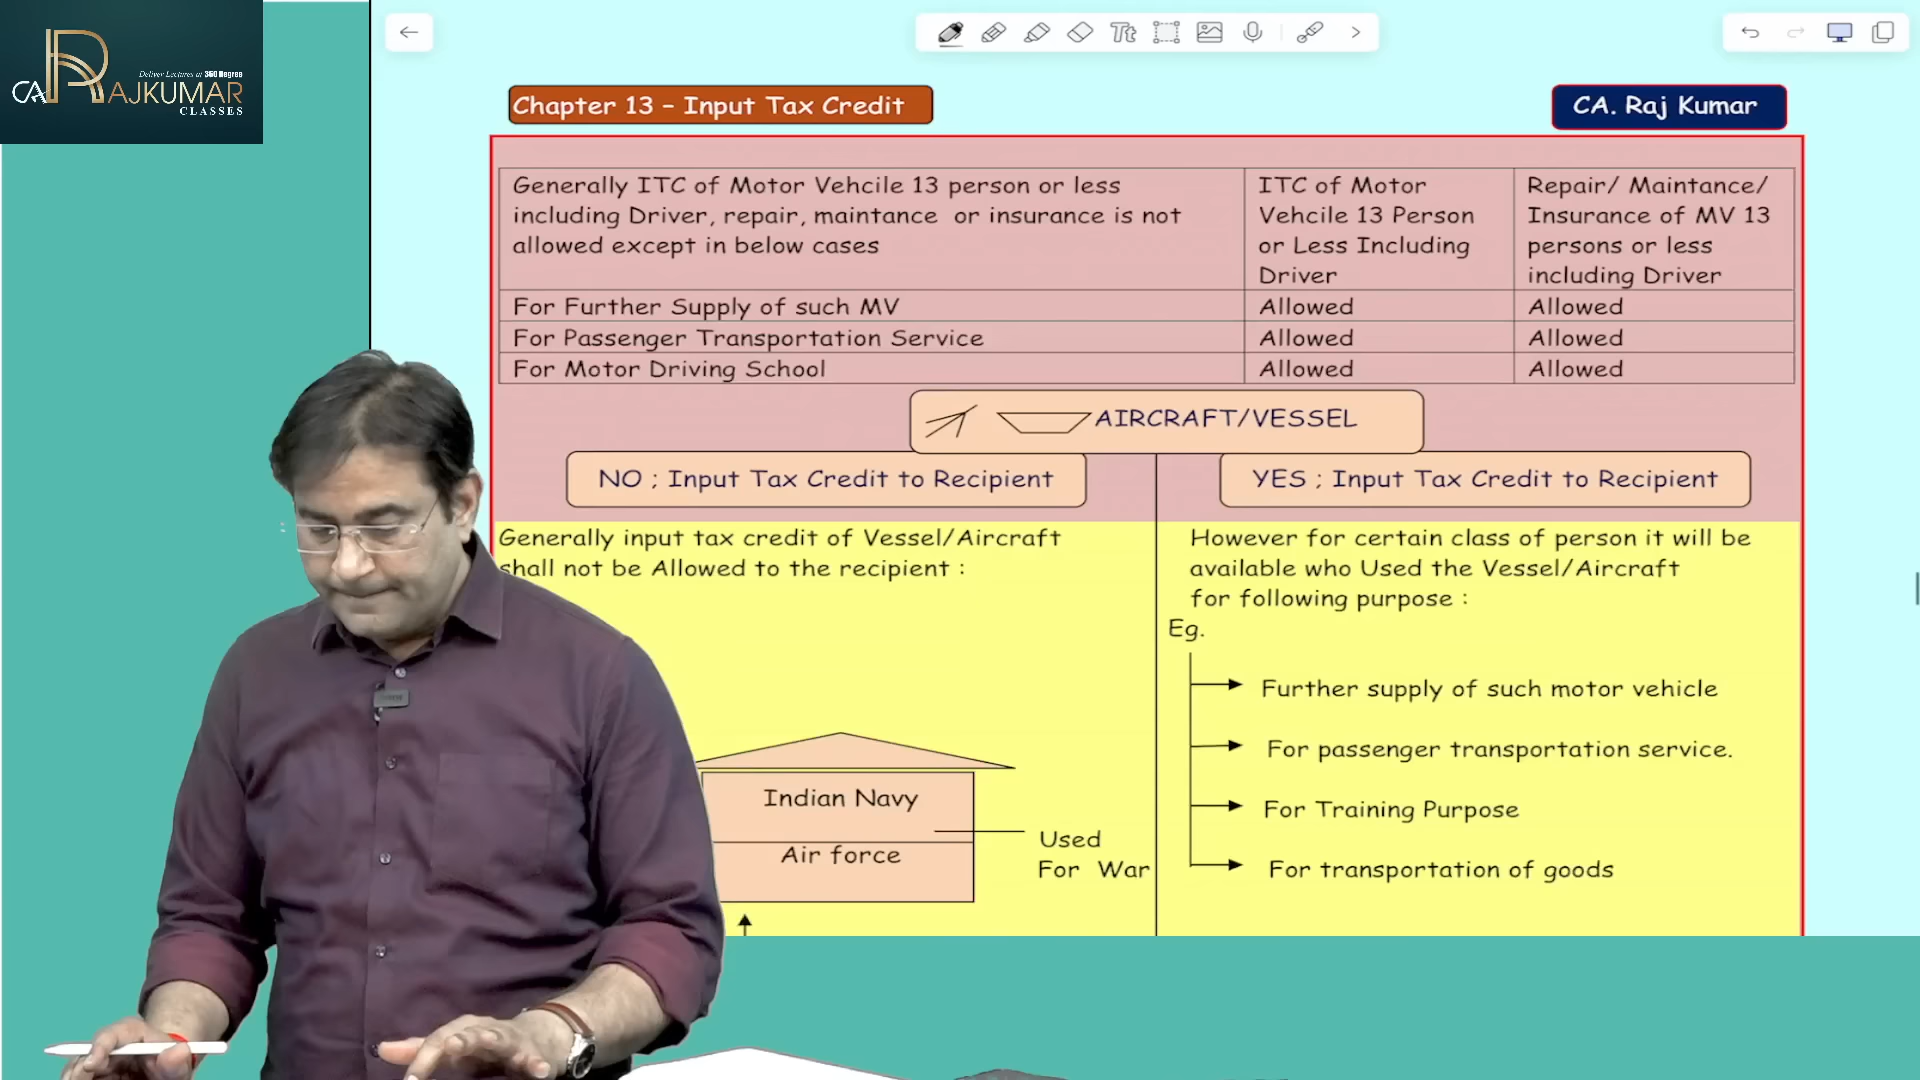 Deliver Lectures at 360 Degree
CA RAJKUMAR
CLASSES
Tt
Chapter 13 – Input Tax Credit
CA. Raj Kumar
Generally ITC of Motor Vehcile 13 person or less
including Driver, repair, maintance or insurance is not
allowed except in below cases
ITC of Motor
Vehcile 13 Person
or Less Including
Driver
Repair/ Maintance/
Insurance of MV 13
persons or less
including Driver
For Further Supply of such MV
Allowed
Allowed
For Passenger Transportation Service
Allowed
Allowed
For Motor Driving School
Allowed
Allowed
AIRCRAFT/VESSEL
NO ; Input Tax Credit to Recipient
YES ; Input Tax Credit to Recipient
Generally input tax credit of Vessel/Aircraft
shall not be Allowed to the recipient :
Indian Navy
Air force
Used
For War
However for certain class of person it will be
available who Used the Vessel/Aircraft
for following purpose :
Eg.
Further supply of such motor vehicle
For passenger transportation service.
For Training Purpose
For transportation of goods